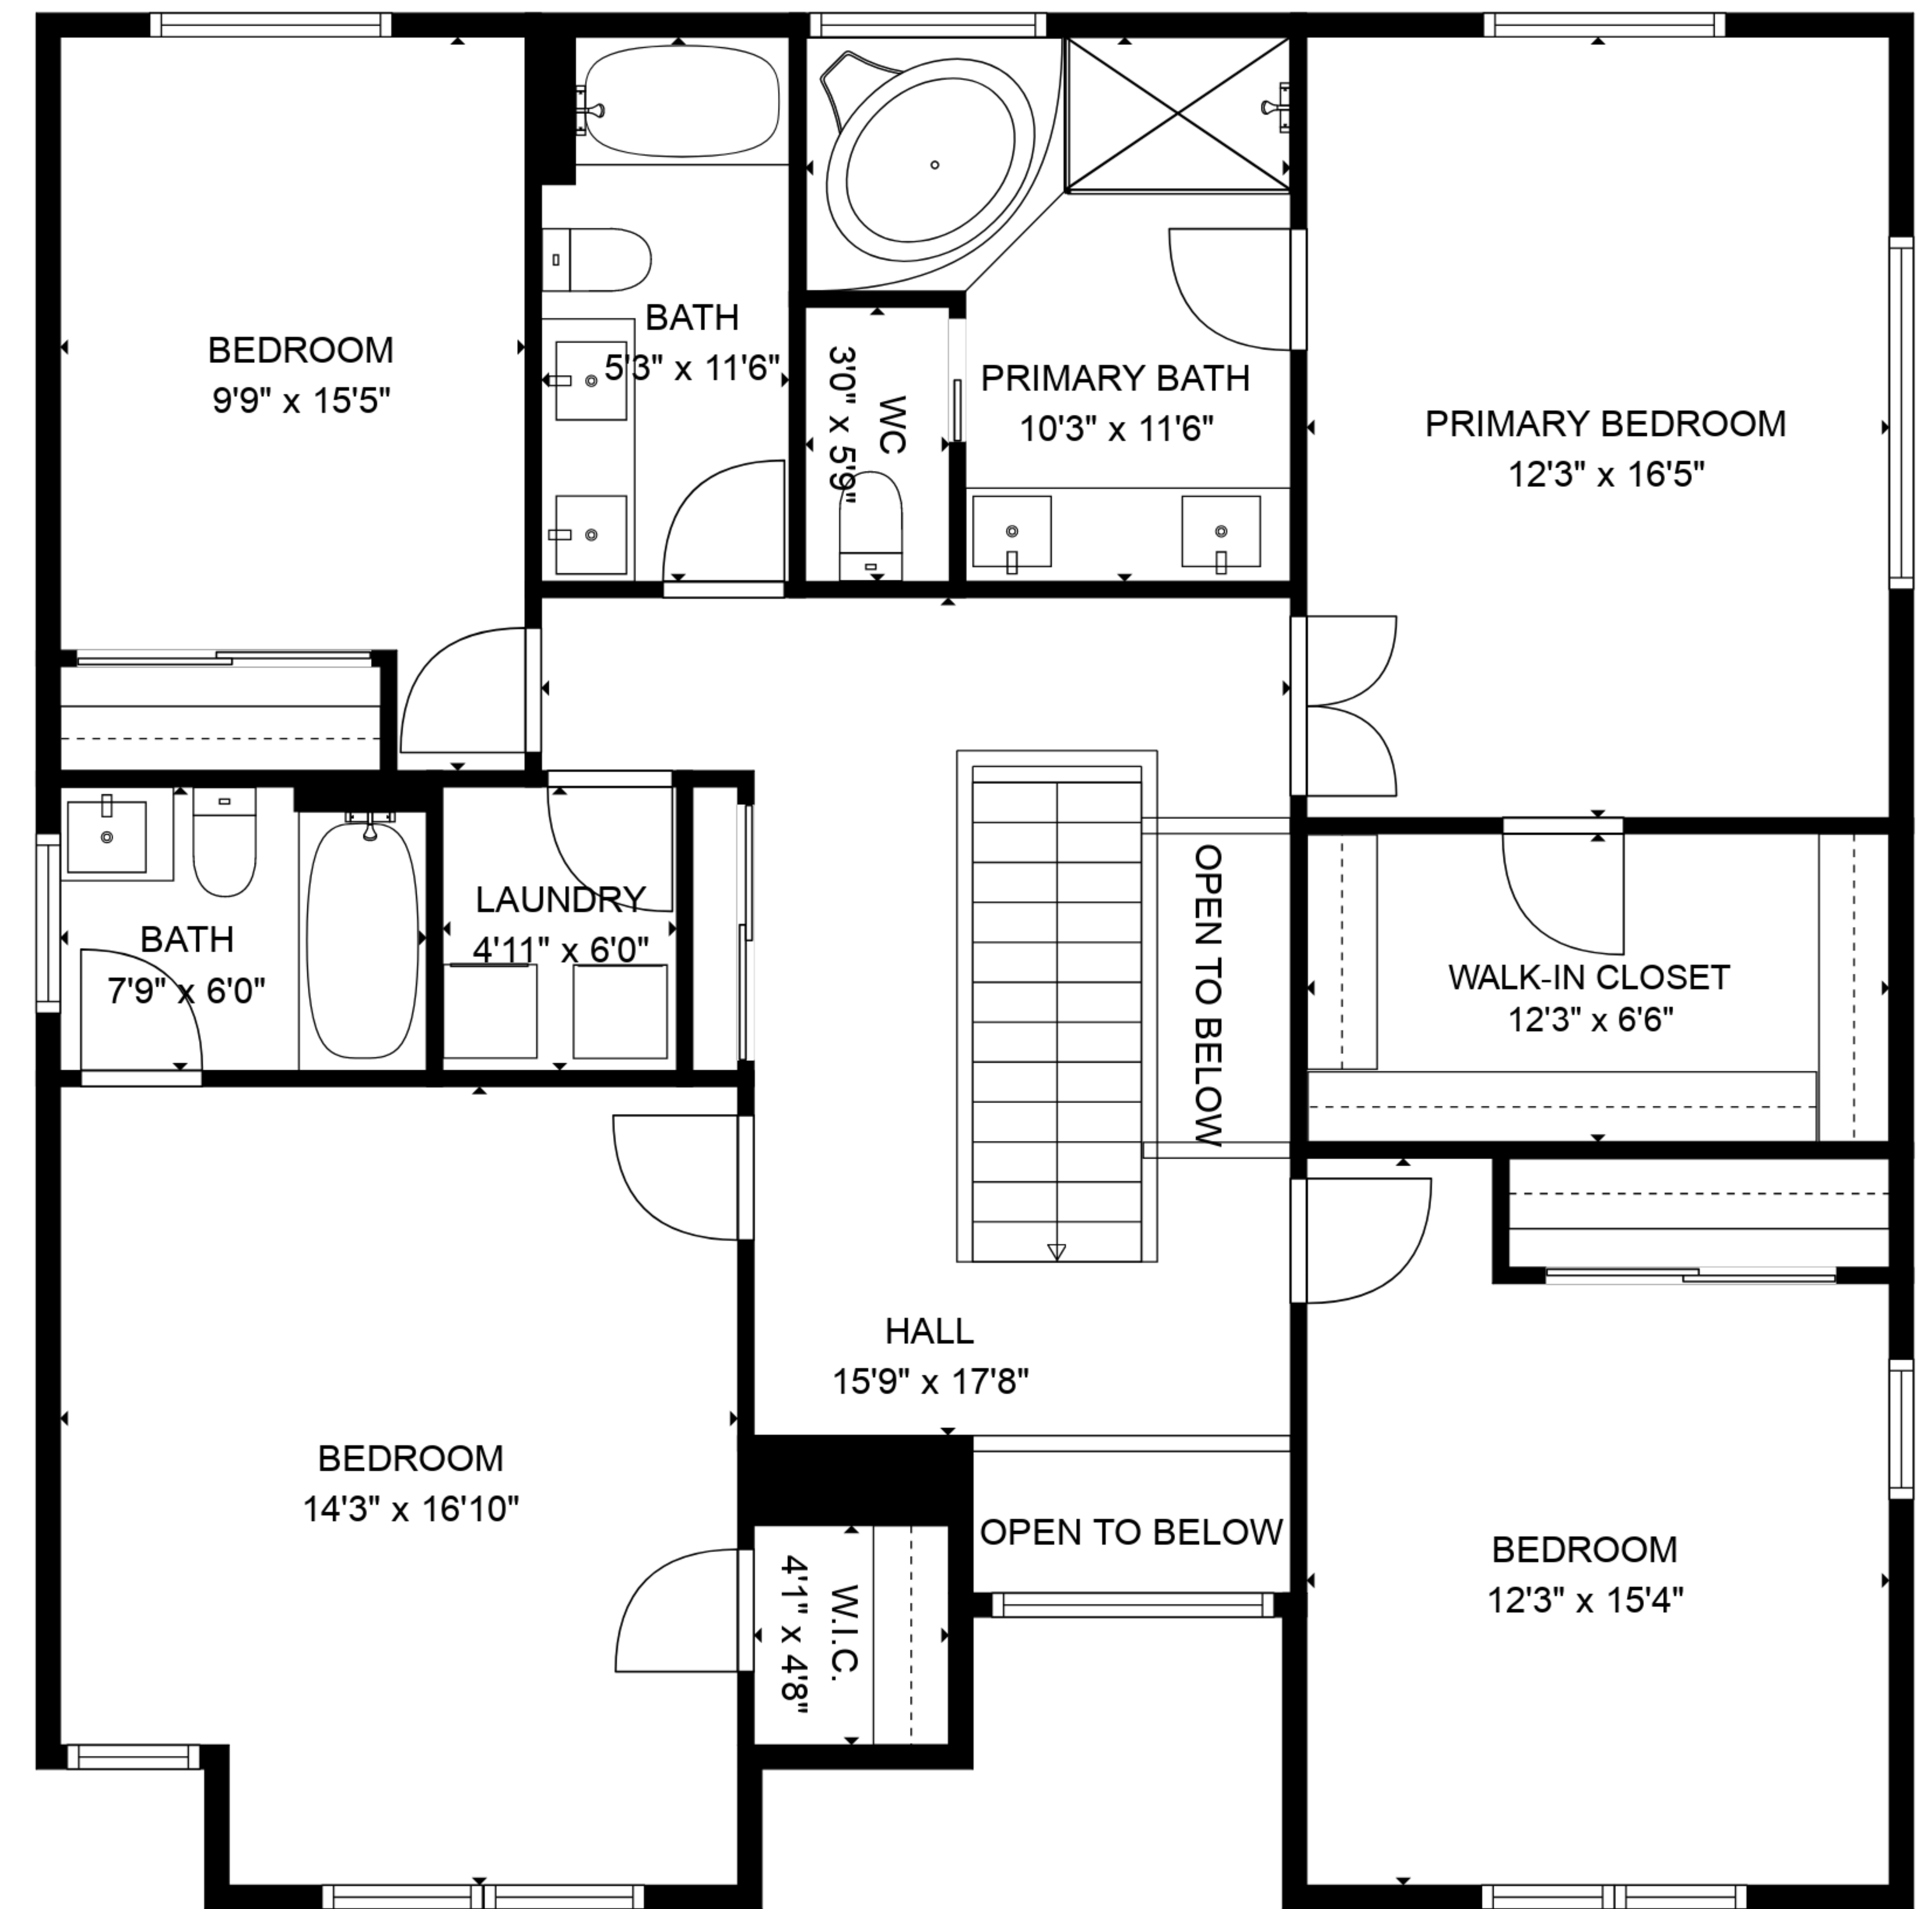 BEDROOM
9'9" x 15'5"
BATH
5'3" x 11'6"
WC
3'0" x 5'9"
PRIMARY BATH
10'3" x 11'6"
PRIMARY BEDROOM
12'3" x 16'5"
BATH
7'9" x 6'0"
LAUNDRY
4'11" x 6'0"
OPEN TO BELOW
WALK-IN CLOSET
12'3" x 6'6"
HALL
15'9" x 17'8"
BEDROOM
14'3" x 16'10"
W.I.C.
4'1" x 4'8"
OPEN TO BELOW
BEDROOM
12'3" x 15'4"